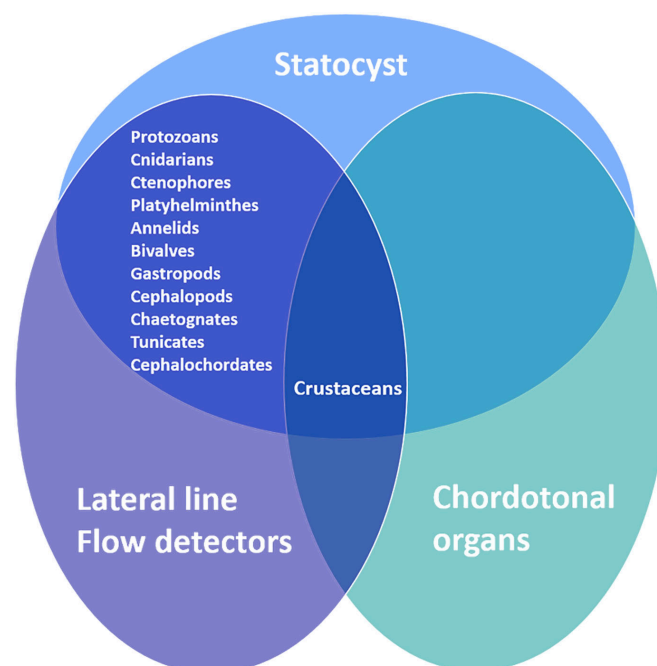 Statocyst
Protozoans
Cnidarians
Ctenophores
Platyhelminthes
Annelids
Bivalves
Gastropods
Cephalopods
Chaetognates
Tunicates
Cephalochordates
Crustaceans
Lateral line
Flow detectors
Chordotonal
organs